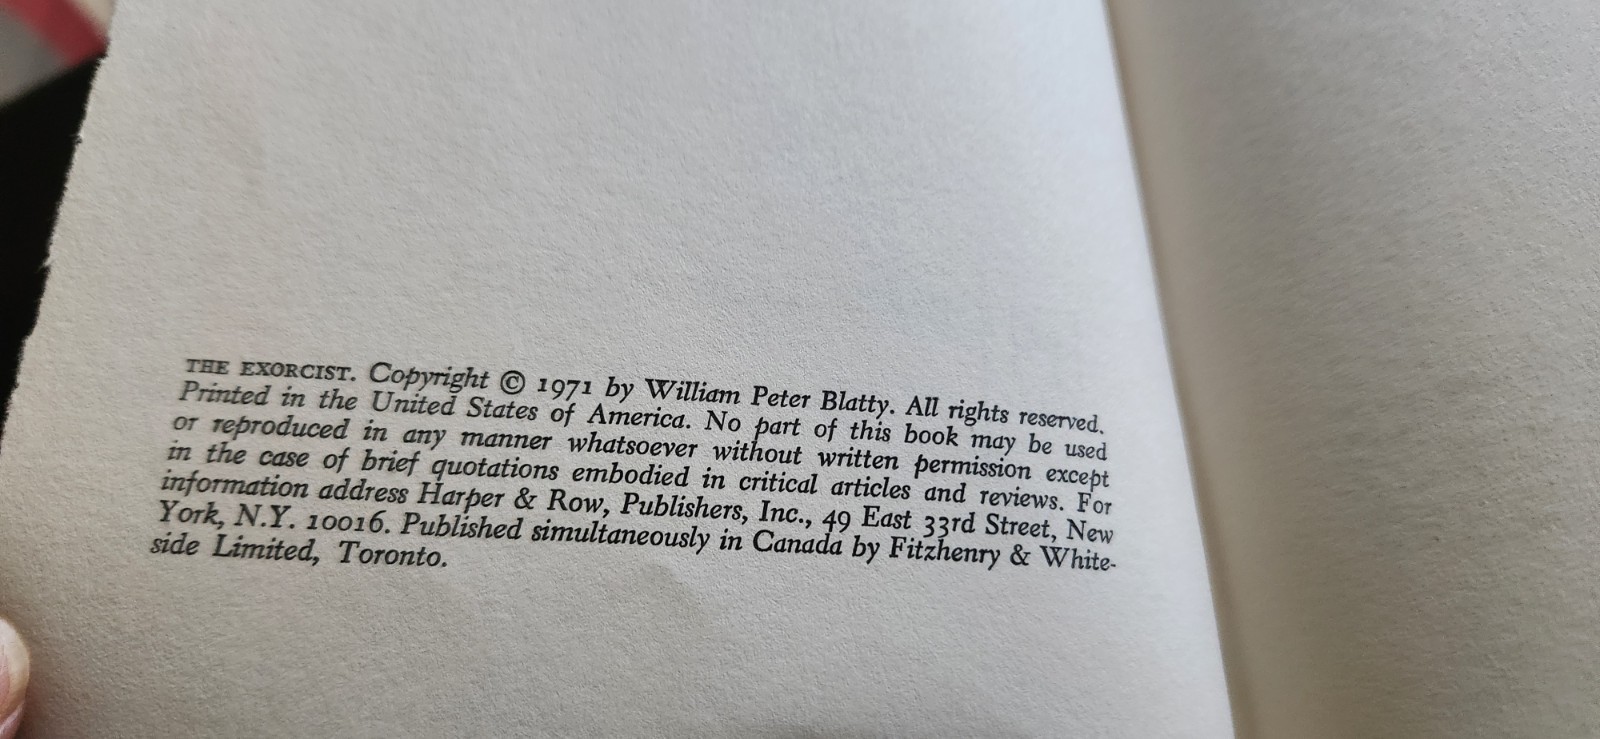 THE EXORCIST. Copyright © 1971 by William Peter Blatty. All rights reserved.
Printed in the United States of America. No part of this book may be used
or reproduced in any manner whatsoever without written permission except
in the case of brief quotations embodied in critical articles and reviews. For
information address Harper & Row, Publishers, Inc., 49 East 33rd Street, New
York, N.Y. 10016. Published simultaneously in Canada by Fitzhenry & White-
side Limited, Toronto.